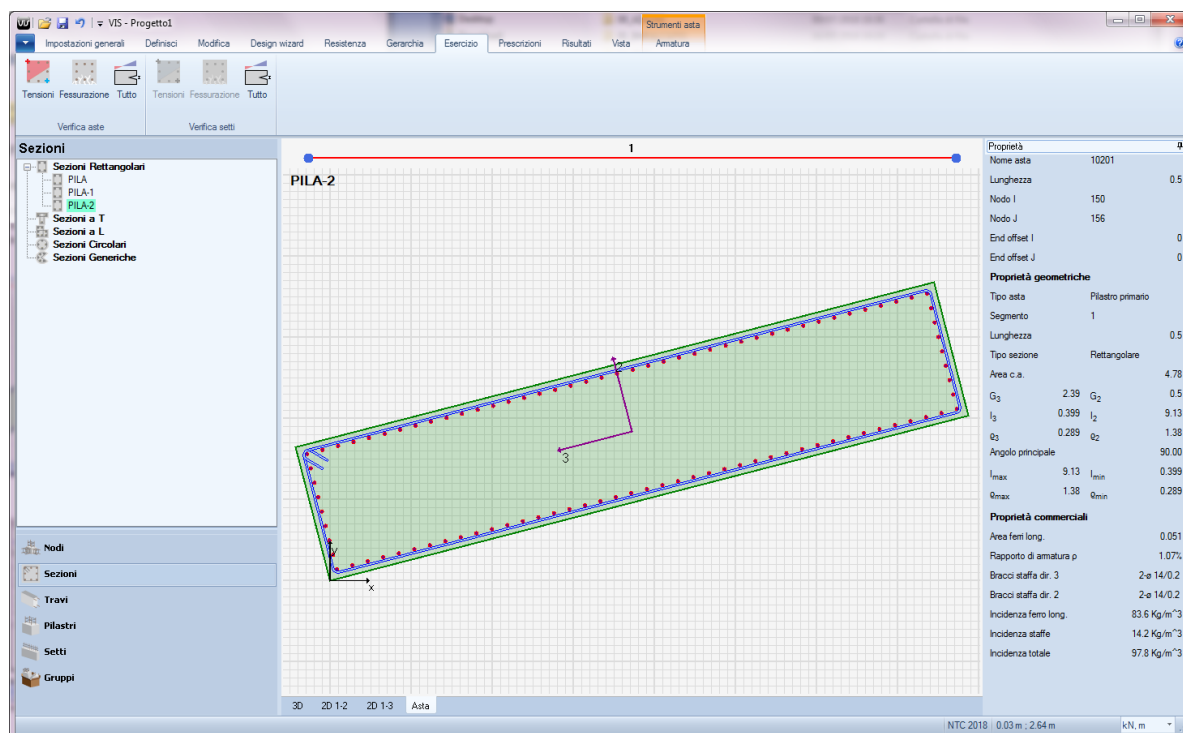 VIS - Progetto1
Strumenti asta
Impostazioni generali Definisci Modifica Design wizard Resistenza Gerarchia Esercizio Prescrizioni Risultati Vista Armatura
Tensioni Fessurazione Tutto Tensioni Fessurazione Tutto
Verifica aste Verifica setti
Sezioni
Sezioni Rettangolari
PILA
PILA-1
PILA-2
Sezioni a T
Sezioni a L
Sezioni Circolari
Sezioni Generiche
Nodi
Sezioni
Travi
Pilastri
Setti
Gruppi
1
PILA-2
2
3
y
x
3D 2D 1-2 2D 1-3 Asta
Proprietà
Nome asta 10201
Lunghezza 0.5
Nodo I 150
Nodo J 156
End offset I 0
End offset J 0
Proprietà geometriche
Tipo asta Pilastro primario
Segmento 1
Lunghezza 0.5
Tipo sezione Rettangolare
Area c.a. 4.78
G3 2.39 G2 0.5
I3 0.399 I2 9.13
ϱ3 0.289 ϱ2 1.38
Angolo principale 90.00
Imax 9.13 Imin 0.399
ϱmax 1.38 ϱmin 0.289
Proprietà commerciali
Area ferri long. 0.051
Rapporto di armatura ρ 1.07%
Bracci staffa dir. 3 2-ø 14/0.2
Bracci staffa dir. 2 2-ø 14/0.2
Incidenza ferro long. 83.6 Kg/m^3
Incidenza staffe 14.2 Kg/m^3
Incidenza totale 97.8 Kg/m^3
NTC 2018 0.03 m ; 2.64 m kN, m